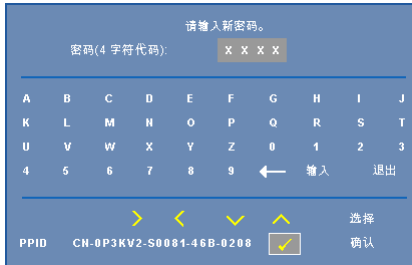 请输入新密码。
密码(4 字符代码): X X X X
A B C D E F G H I J
K L M N O P Q R S T
U V W X Y Z 0 1 2 3
4 5 6 7 8 9 ← 输入 退出
> < ∨ ∧ 选择
PPID CN-0P3KV2-S0081-46B-0208 ✓ 确认